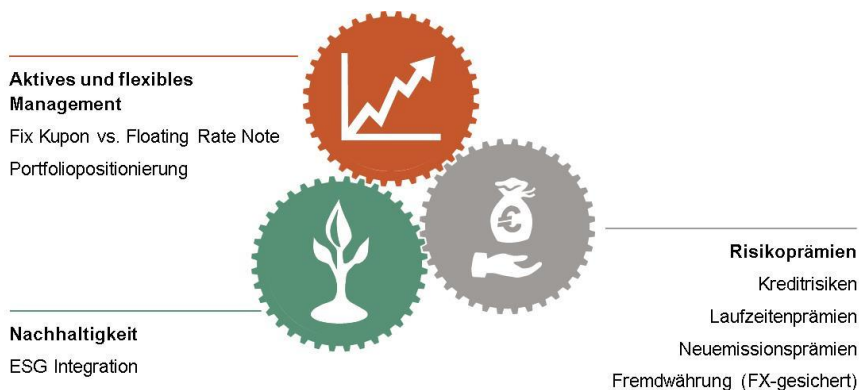 Aktives und flexibles
Management
Fix Kupon vs. Floating Rate Note
Portfoliopositionierung
€
Risikoprämien
Kreditrisiken
Laufzeitenprämien
Neuemissionsprämien
Fremdwährung (FX-gesichert)
Nachhaltigkeit
ESG Integration